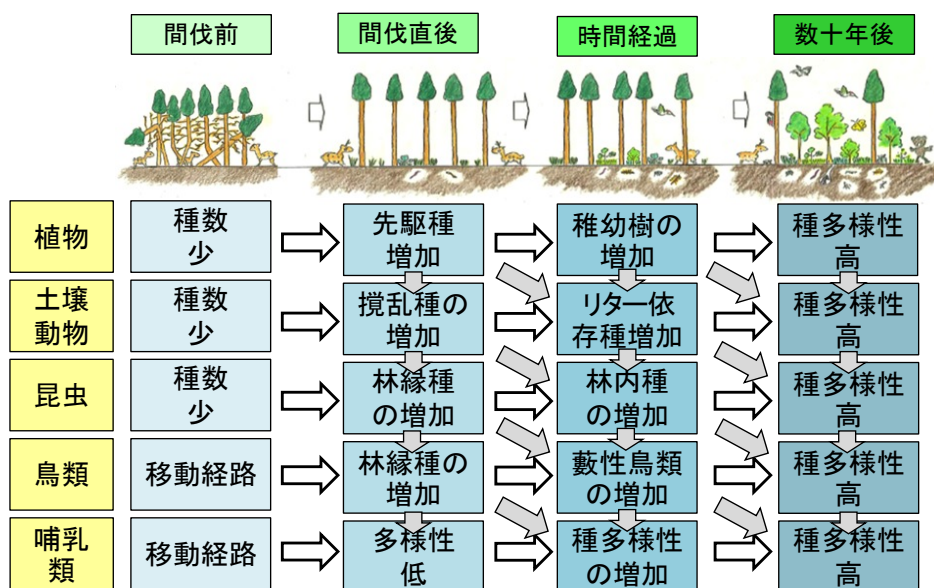 間伐前
間伐直後
時間経過
数十年後
植物
種数
少
先駆種
増加
稚幼樹の
増加
種多様性
高
土壌
動物
種数
少
撹乱種の
増加
リター依
存種増加
種多様性
高
昆虫
種数
少
林縁種
の増加
林内種
の増加
種多様性
高
鳥類
移動経路
林縁種の
増加
藪性鳥類
の増加
種多様性
高
哺乳
類
移動経路
多様性
低
種多様性
の増加
種多様性
高